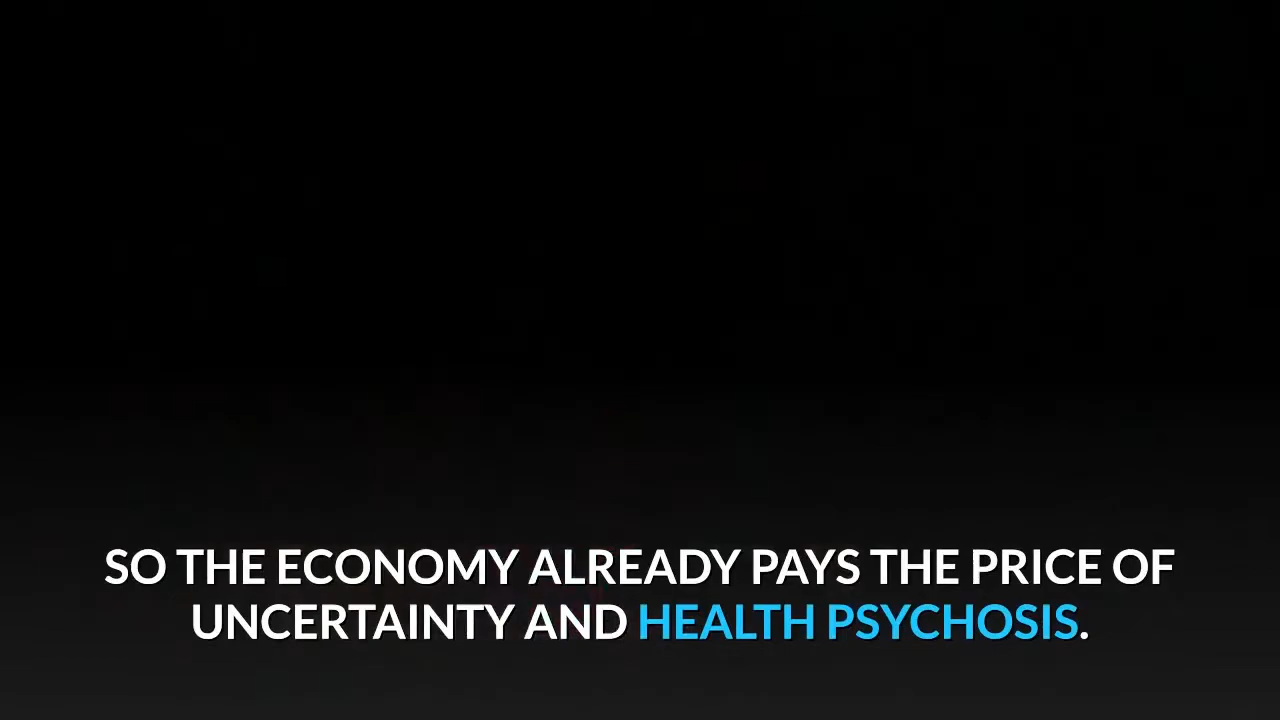 SO THE ECONOMY ALREADY PAYS THE PRICE OF
UNCERTAINTY AND HEALTH PSYCHOSIS.